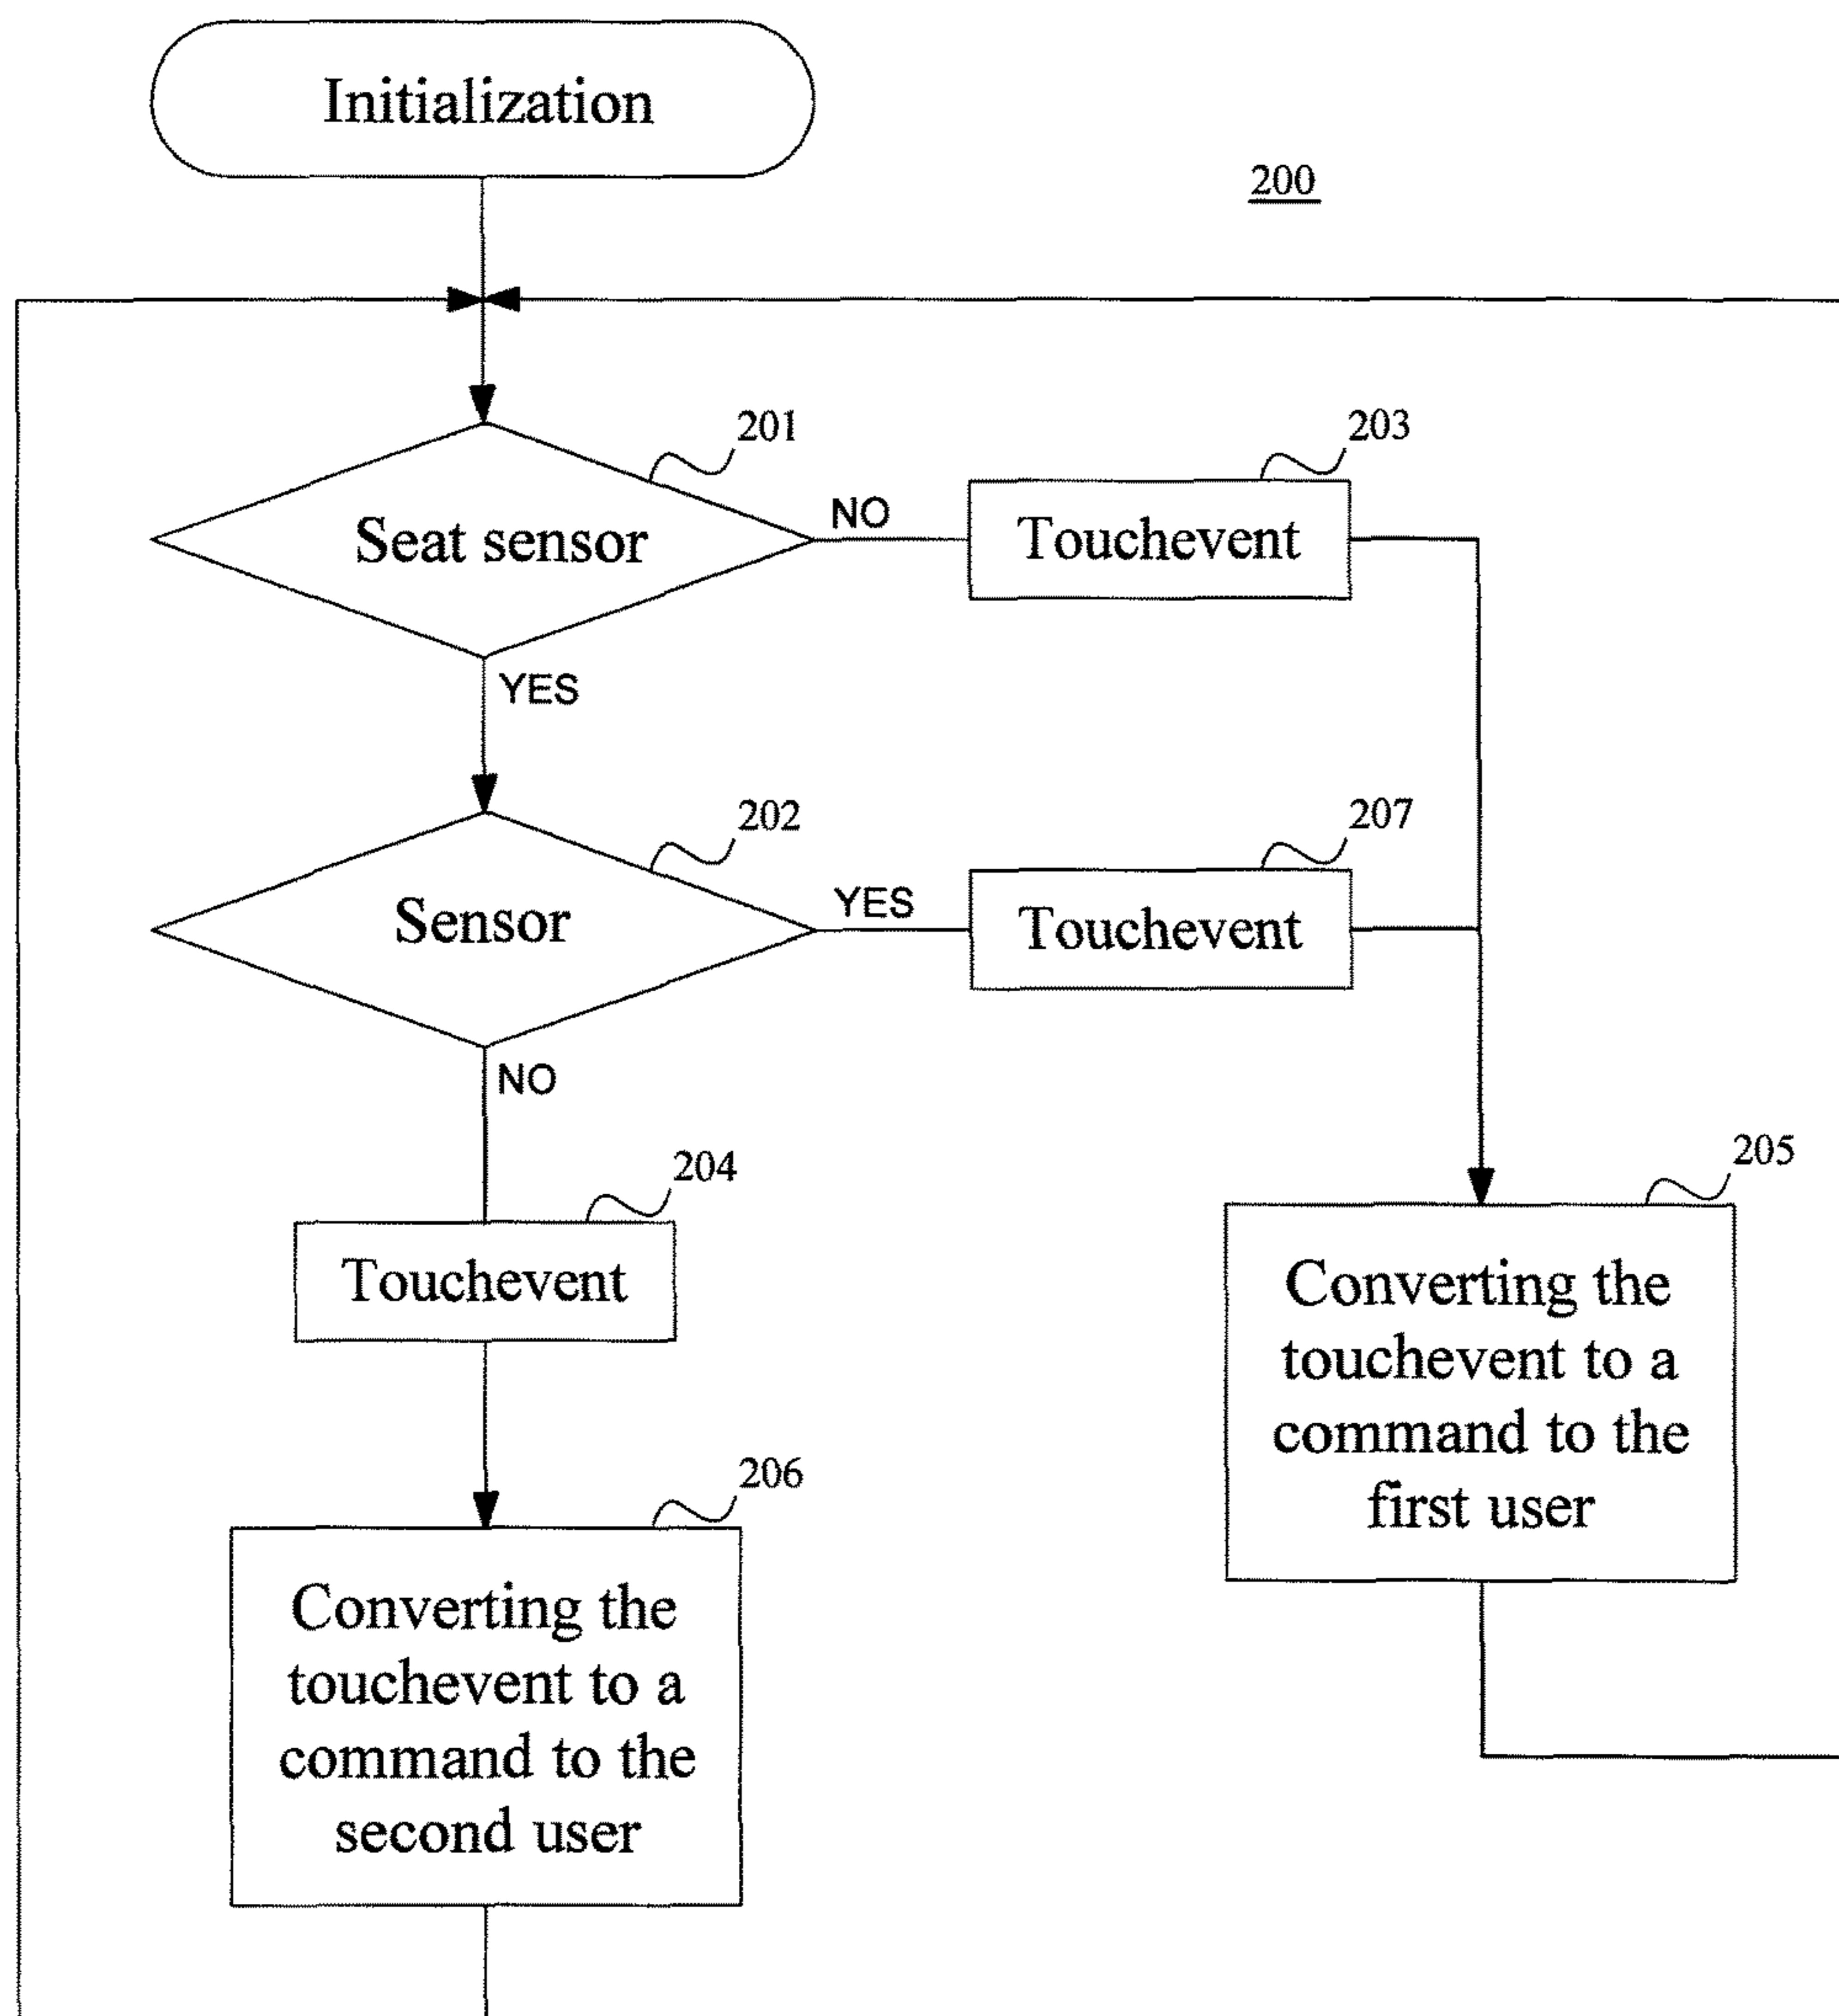 Initialization
200
201
203
Seat sensor
NO
Touchevent
YES
202
207
Sensor
YES
Touchevent
NO
204
205
Touchevent
Converting the
touchevent to a
command to the
first user
206
Converting the
touchevent to a
command to the
second user